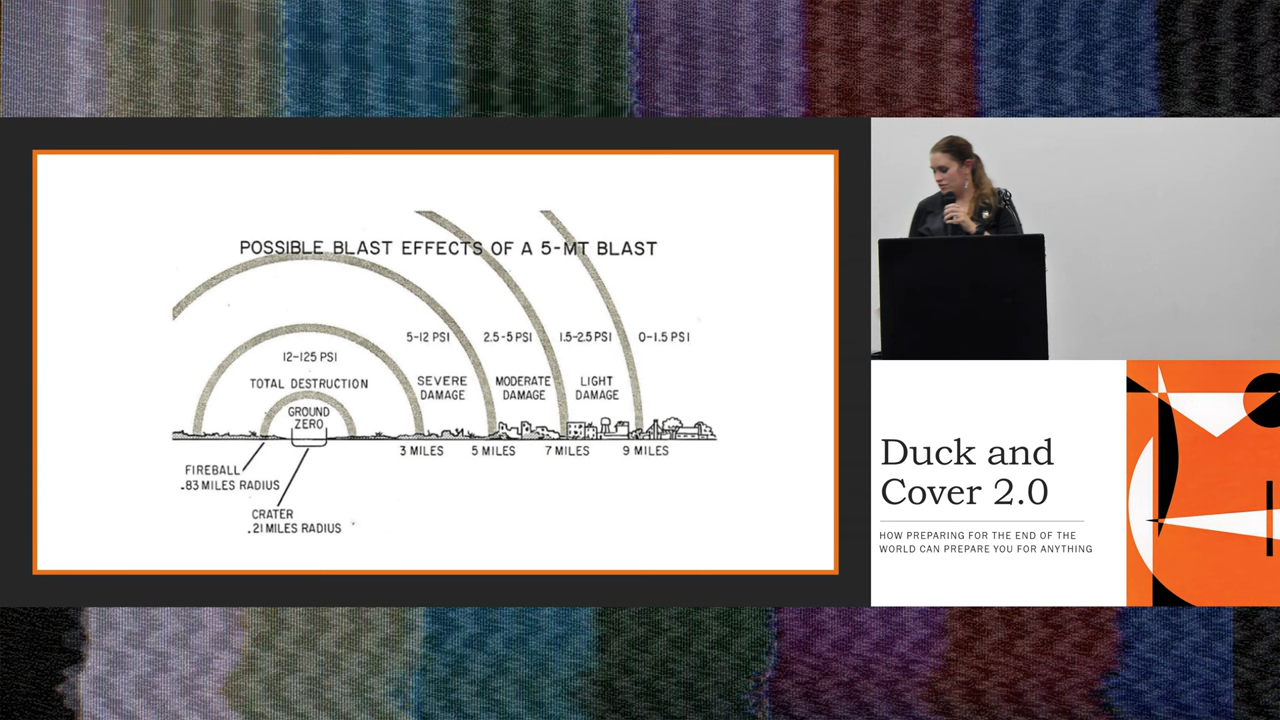 POSSIBLE BLAST EFFECTS OF A 5-MT BLAST
5-12 PSI
2.5-5 PSI
1.5-2.5 PSI
0-1.5 PSI
12-125 PSI
TOTAL DESTRUCTION
SEVERE
DAMAGE
MODERATE
DAMAGE
LIGHT
DAMAGE
GROUND
ZERO
3 MILES
5 MILES
7 MILES
9 MILES
FIREBALL
.83 MILES RADIUS
CRATER
.21 MILES RADIUS
Duck and
Cover 2.0
HOW PREPARING FOR THE END OF THE
WORLD CAN PREPARE YOU FOR ANYTHING